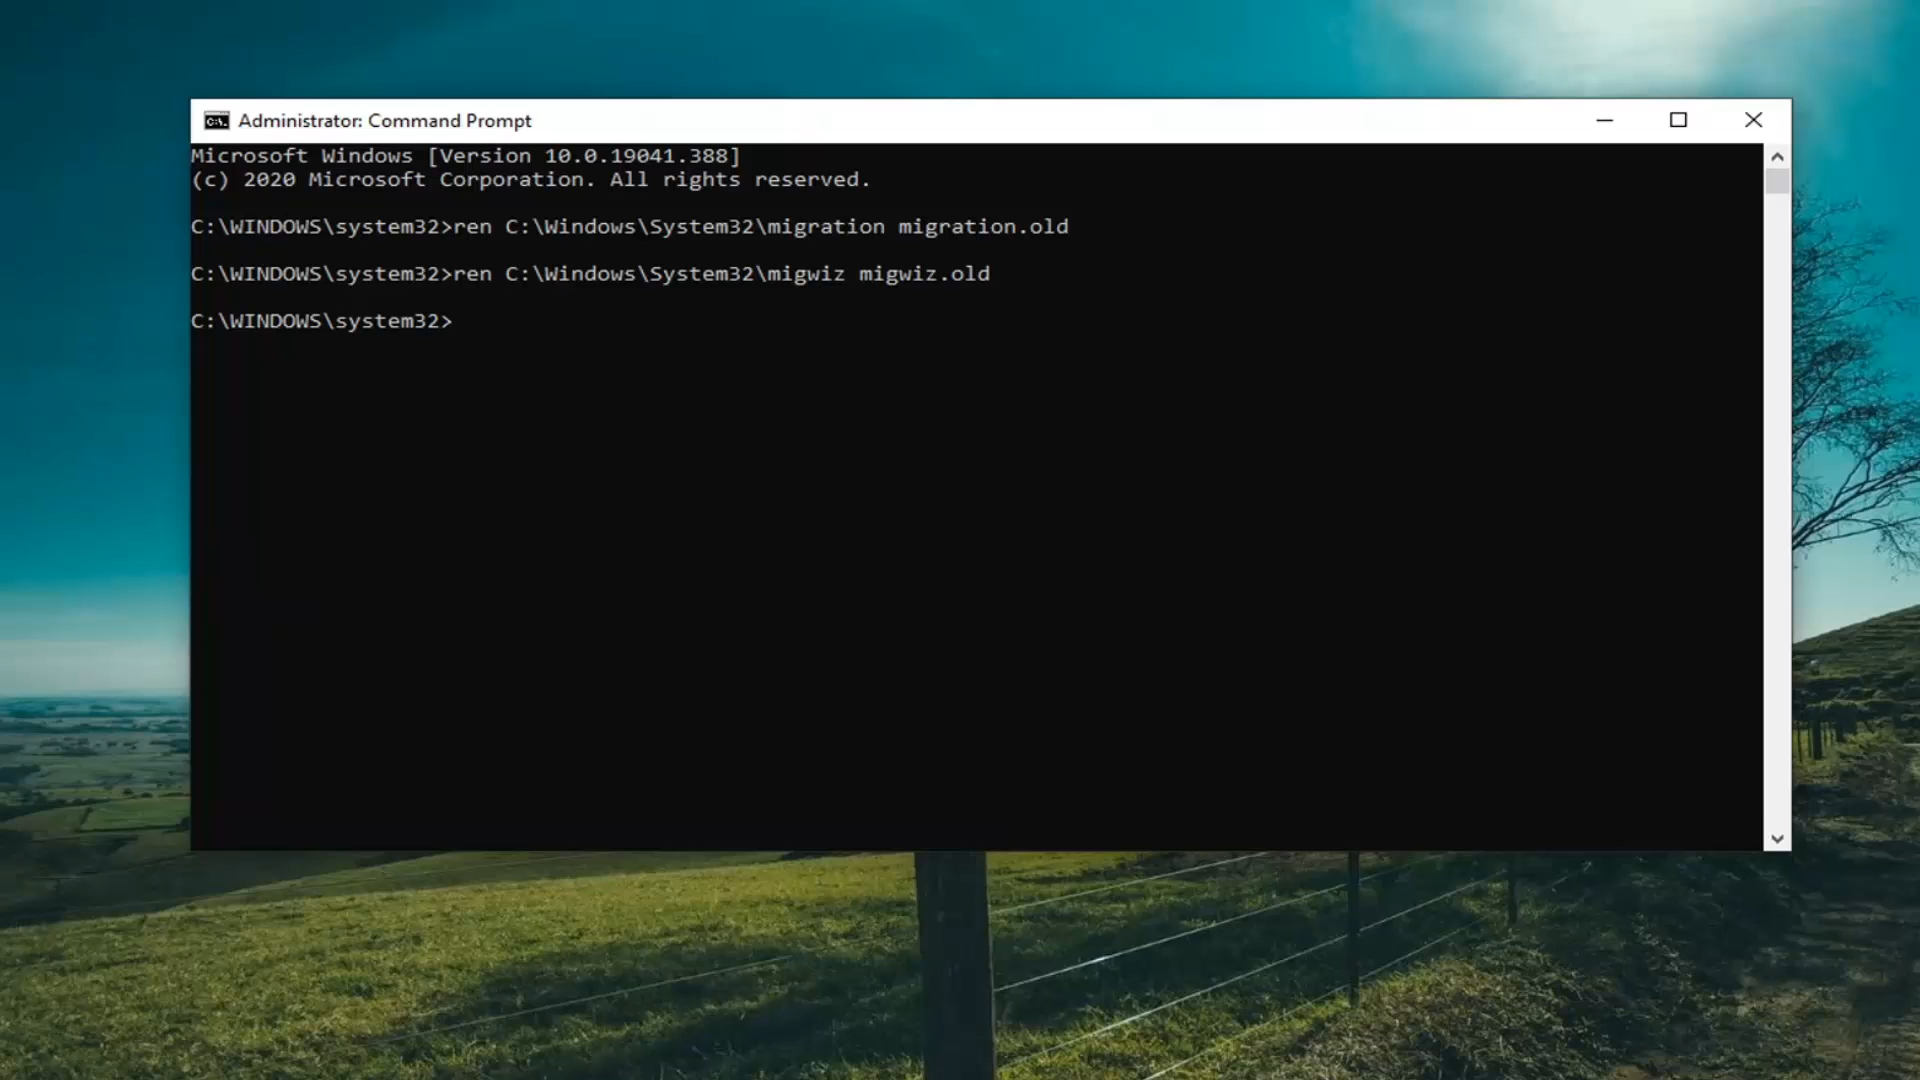 Administrator: Command Prompt
Microsoft Windows [Version 10.0.19041.388]
(c) 2020 Microsoft Corporation. All rights reserved.
C:\WINDOWS\system32>ren C:\Windows\System32\migration migration.old
C:\WINDOWS\system32>ren C:\Windows\System32\migwiz migwiz.old
C:\WINDOWS\system32>